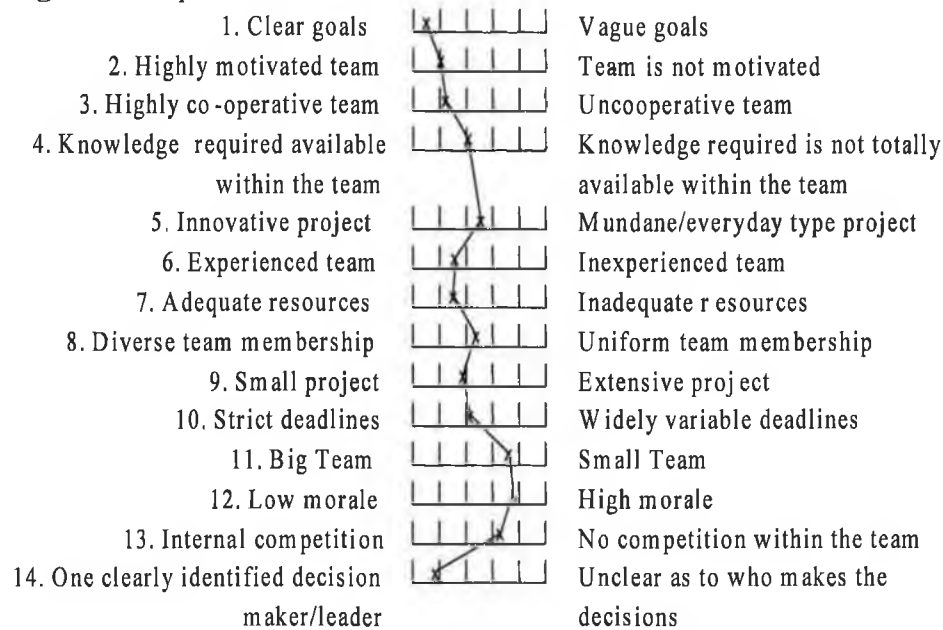 1. Clear goals Vague goals
2. Highly motivated team Team is not motivated
3. Highly co-operative team Uncooperative team
4. Knowledge required available Knowledge required is not totally
within the team available within the team
5. Innovative project Mundane/everyday type project
6. Experienced team Inexperienced team
7. Adequate resources Inadequate r esources
8. Diverse team membership Uniform team membership
9. Small project Extensive project
10. Strict deadlines Widely variable deadlines
11. Big Team Small Team
12. Low morale High morale
13. Internal competition No competition within the team
14. One clearly identified decision Unclear as to who makes the
maker/leader decisions